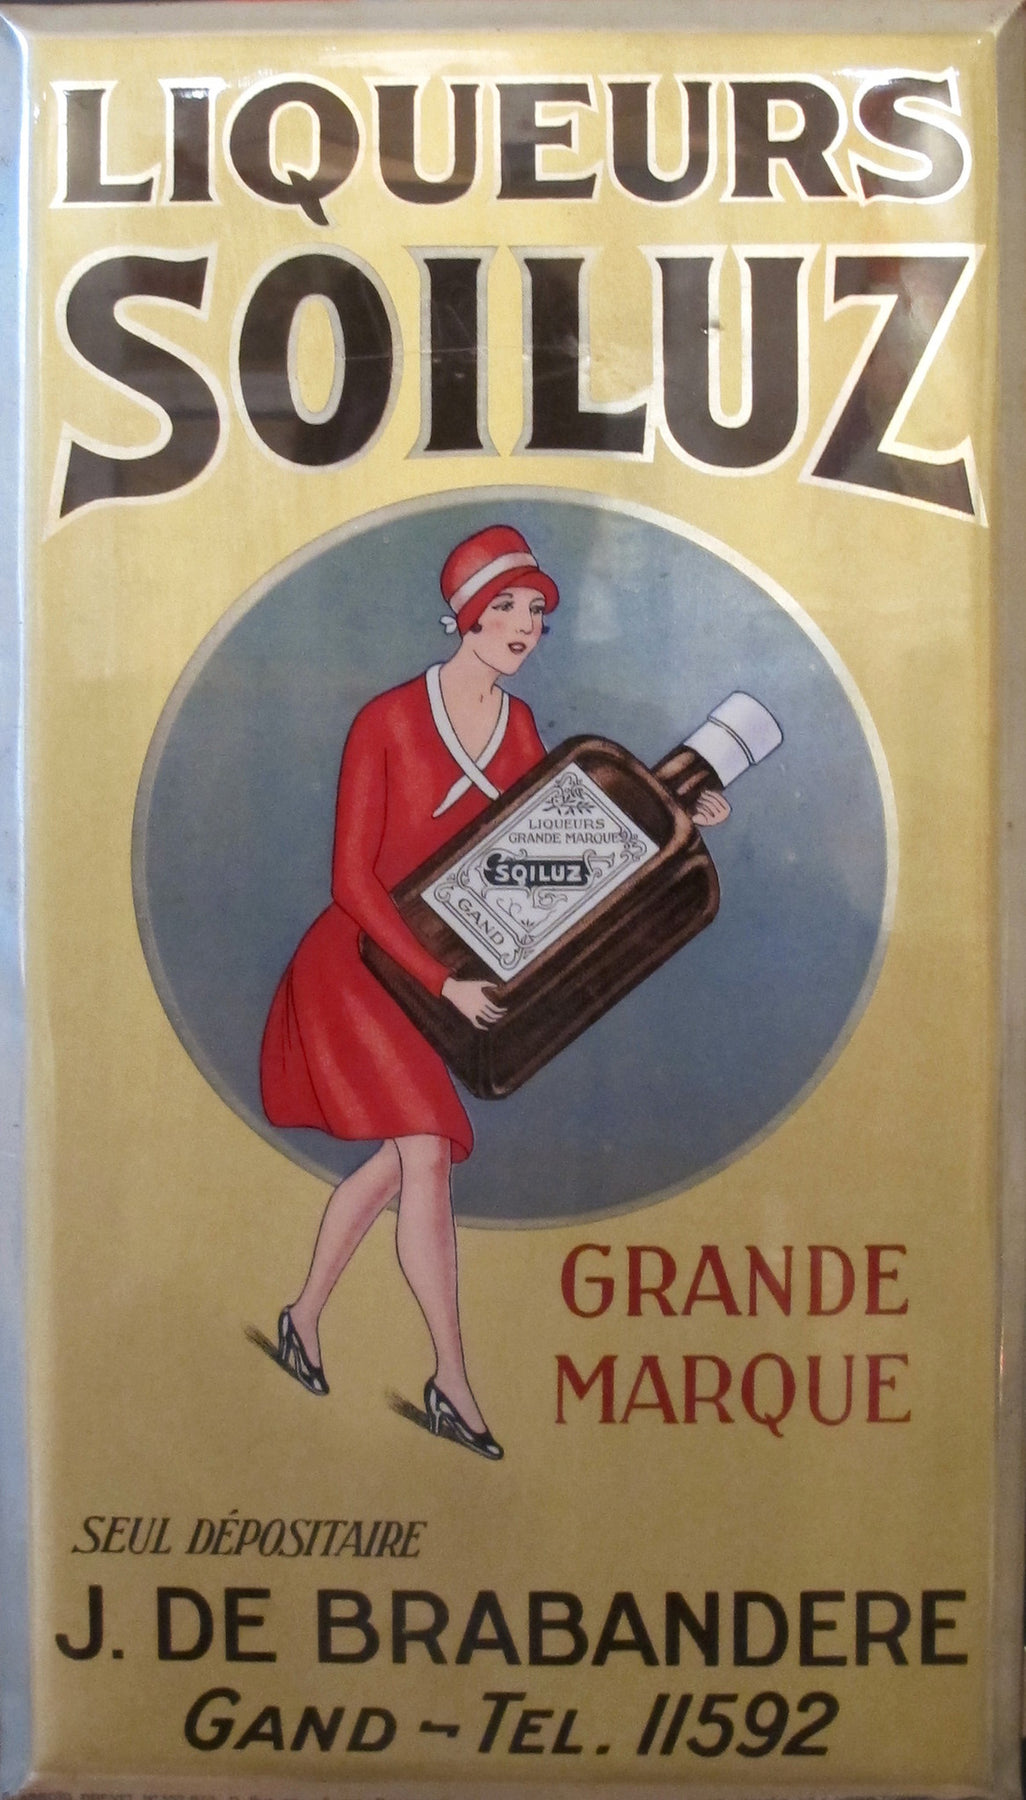 LIQUEURS
SOILUZ
LIQUEURS
GRANDE MARQUE
SOILUZ
GAND
GRANDE
MARQUE
SEUL DÉPOSITAIRE
J. DE BRABANDERE
GAND - TEL. 11592